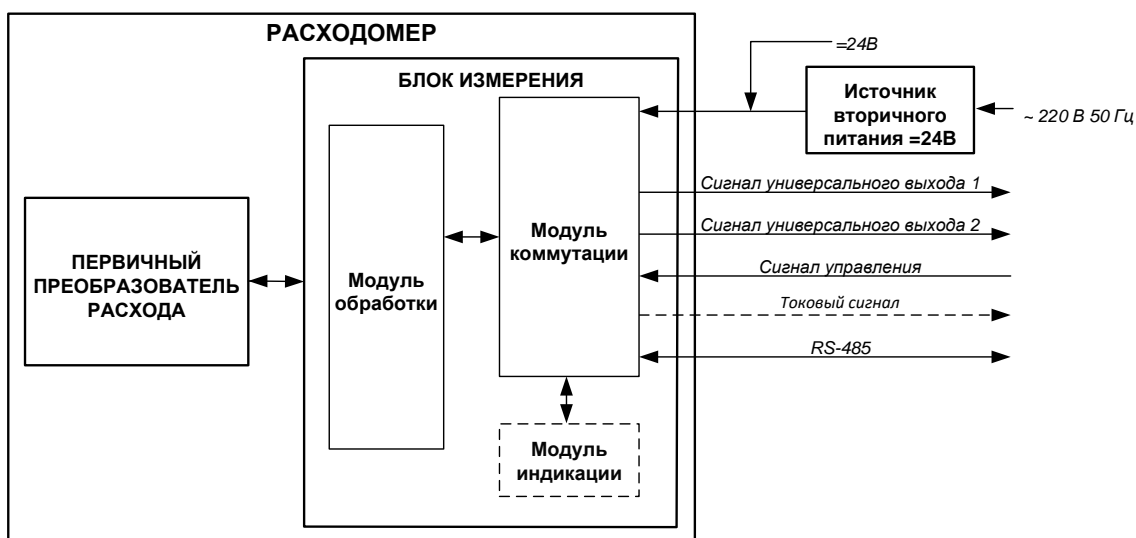 РАСХОДОМЕР
БЛОК ИЗМЕРЕНИЯ
ПЕРВИЧНЫЙ
ПРЕОБРАЗОВАТЕЛЬ
РАСХОДА
Модуль
обработки
Модуль
коммутации
Модуль
индикации
=24В
Источник
вторичного
питания =24В
~ 220 В 50 Гц
Сигнал универсального выхода 1
Сигнал универсального выхода 2
Сигнал управления
Токовый сигнал
RS-485